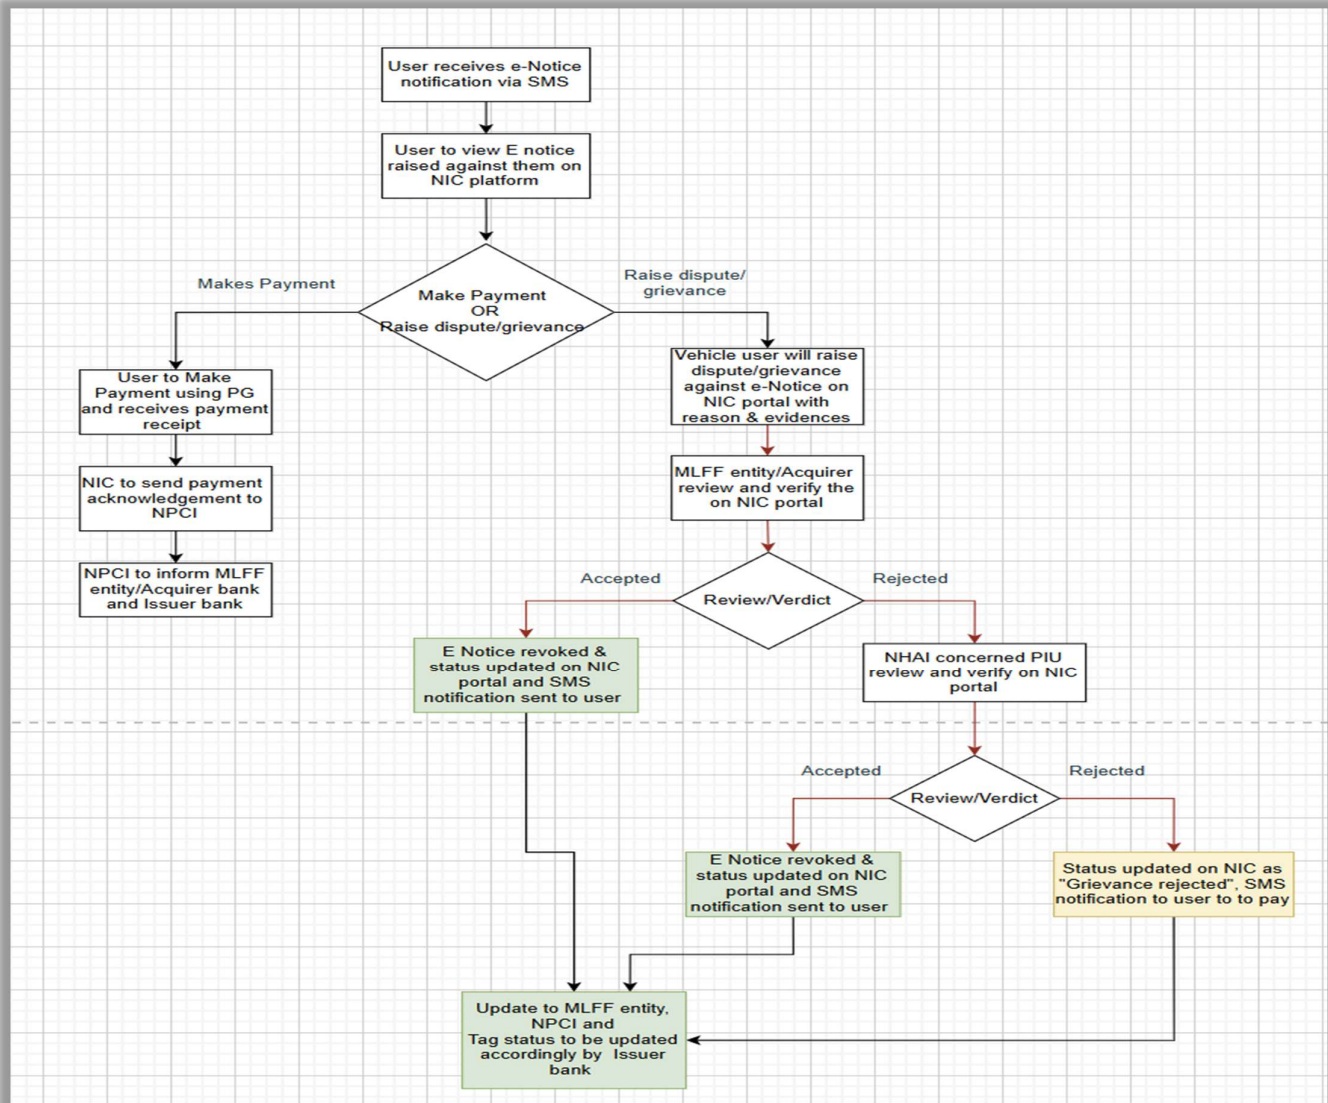 User receives e-Notice
notification via SMS
User to view E notice
raised against them on
NIC platform
Makes Payment
Make Payment
OR
Raise dispute/grievance
Raise dispute/
grievance
User to Make
Payment using PG
and receives payment
receipt
NIC to send payment
acknowledgement to
NPCI
NPCI to inform MLFF
entity/Acquirer bank
and Issuer bank
Vehicle user will raise
dispute/grievance
against e-Notice on
NIC portal with
reason & evidences
MLFF entity/Acquirer
review and verify the
on NIC portal
Accepted
Review/Verdict
Rejected
E Notice revoked &
status updated on NIC
portal and SMS
notification sent to user
NHAI concerned PIU
review and verify on NIC
portal
Accepted
Review/Verdict
Rejected
E Notice revoked &
status updated on NIC
portal and SMS
notification sent to user
Status updated on NIC as
"Grievance rejected", SMS
notification to user to to pay
Update to MLFF entity,
NPCI and
Tag status to be updated
accordingly by Issuer
bank